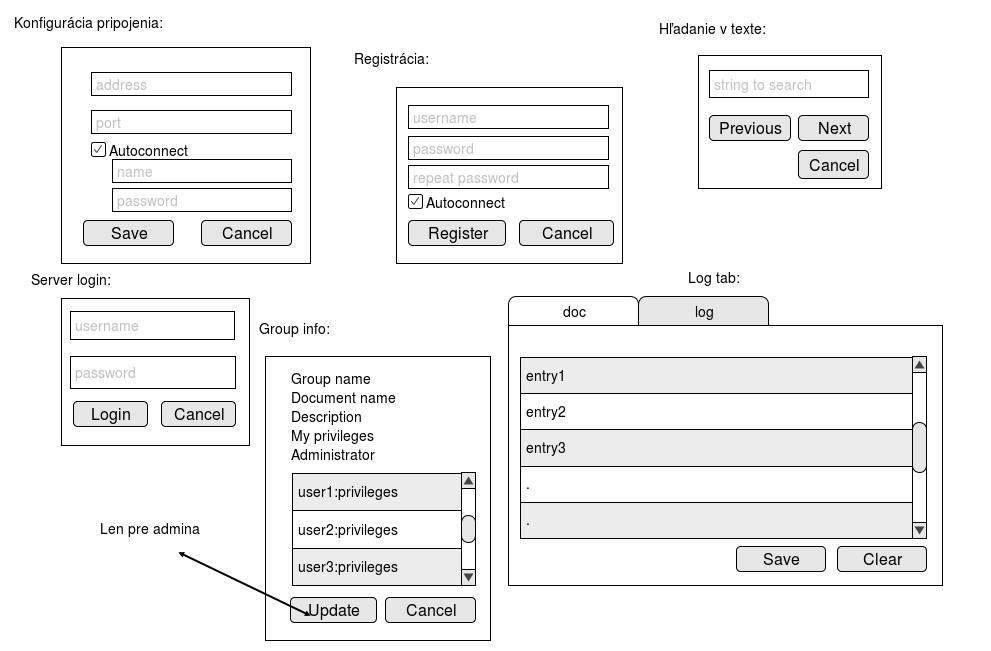 Konfigurácia pripojenia:
address
port
Autoconnect
name
password
Save
Cancel
Registrácia:
username
password
repeat password
Autoconnect
Register
Cancel
Hľadanie v texte:
string to search
Previous
Next
Cancel
Server login:
username
password
Login
Cancel
Group info:
Group name
Document name
Description
My privileges
Administrator
user1:privileges
user2:privileges
user3:privileges
Update
Cancel
Len pre admina
Log tab:
doc
log
entry1
entry2
entry3
.
.
Save
Clear